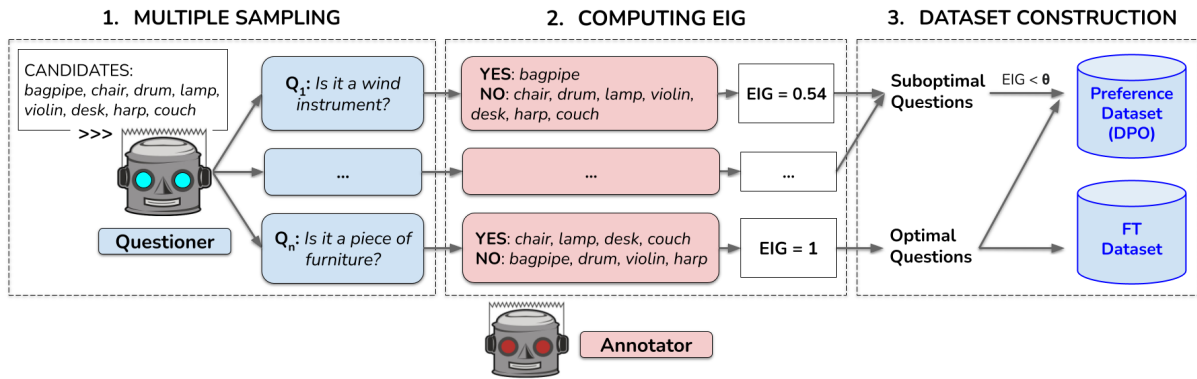 1. MULTIPLE SAMPLING
2. COMPUTING EIG
3. DATASET CONSTRUCTION
CANDIDATES:
bagpipe, chair, drum, lamp,
violin, desk, harp, couch
>>>
Questioner
Q1: Is it a wind
instrument?
...
Qn: Is it a piece of
furniture?
YES: bagpipe
NO: chair, drum, lamp, violin,
desk, harp, couch
...
YES: chair, lamp, desk, couch
NO: bagpipe, drum, violin, harp
EIG = 0.54
...
EIG = 1
Annotator
Suboptimal
Questions
EIG < θ
Optimal
Questions
Preference
Dataset
(DPO)
FT
Dataset